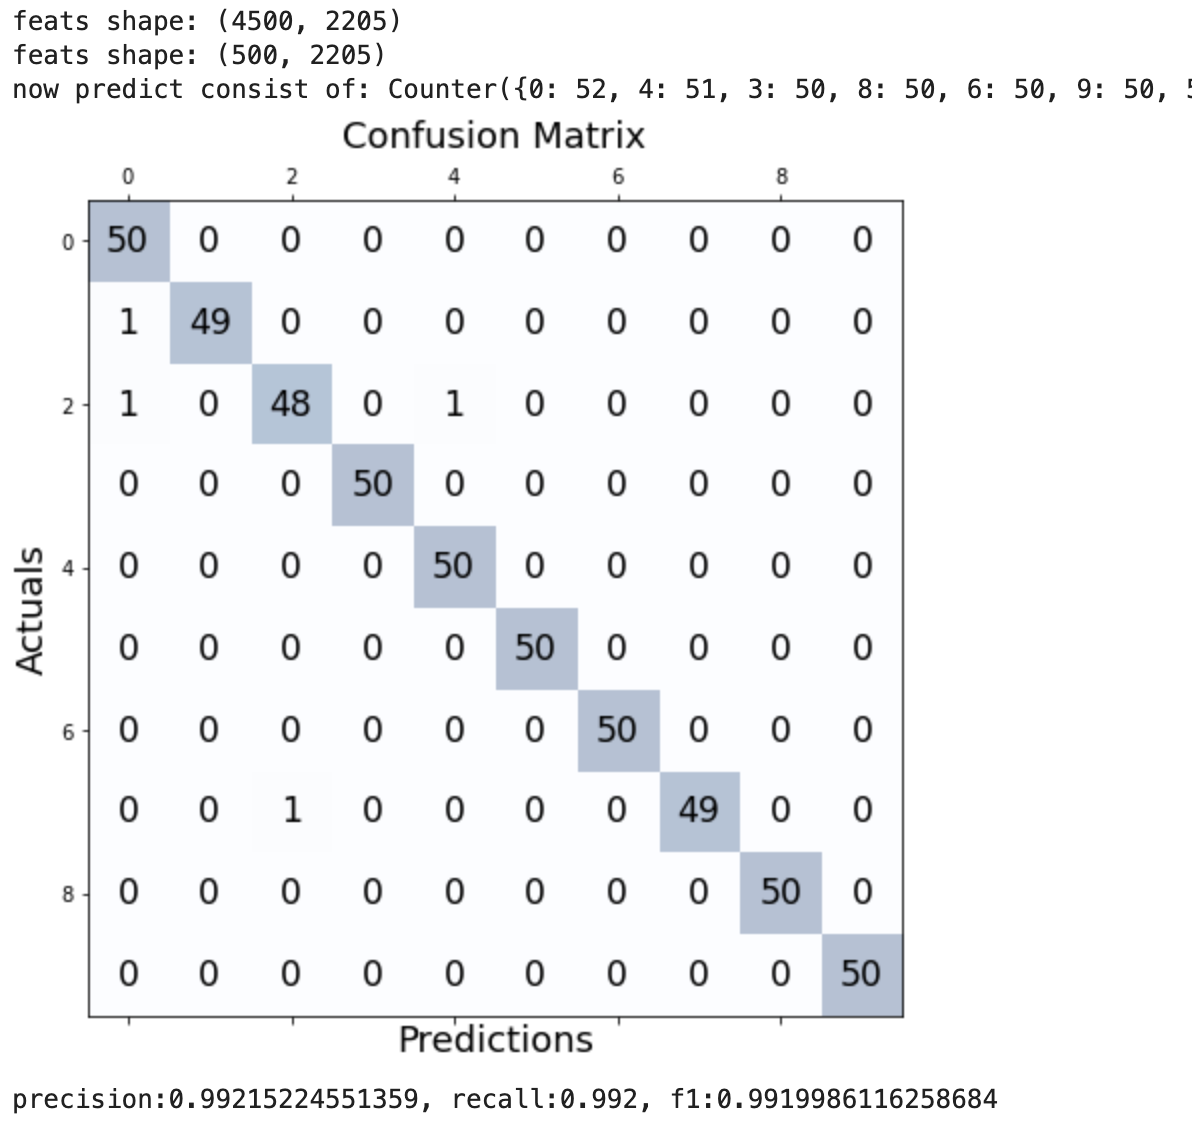 feats shape: (4500, 2205)
feats shape: (500, 2205)
now predict consist of: Counter({0: 52, 4: 51, 3: 50, 8: 50, 6: 50, 9: 50, 5
Confusion Matrix
0 2 4 6 8
0 50 0 0 0 0 0 0 0 0 0
1 49 0 0 0 0 0 0 0 0
2 1 0 48 0 1 0 0 0 0 0
0 0 0 50 0 0 0 0 0 0
4 0 0 0 0 50 0 0 0 0 0
0 0 0 0 0 50 0 0 0 0
6 0 0 0 0 0 0 50 0 0 0
0 0 1 0 0 0 0 49 0 0
8 0 0 0 0 0 0 0 0 50 0
0 0 0 0 0 0 0 0 0 50
Actuals
Predictions
precision:0.99215224551359, recall:0.992, f1:0.9919986116258684